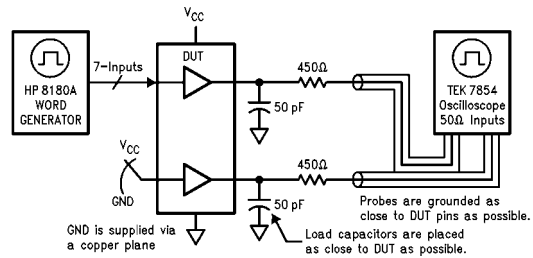 V_CC
DUT
7-Inputs
HP 8180A
WORD
GENERATOR
450Ω
50 pF
TEK 7854
Oscilloscope
50Ω Inputs
V_CC
GND
450Ω
50 pF
GND is supplied via
a copper plane
Load capacitors are placed
as close to DUT as possible.
Probes are grounded as
close to DUT pins as possible.